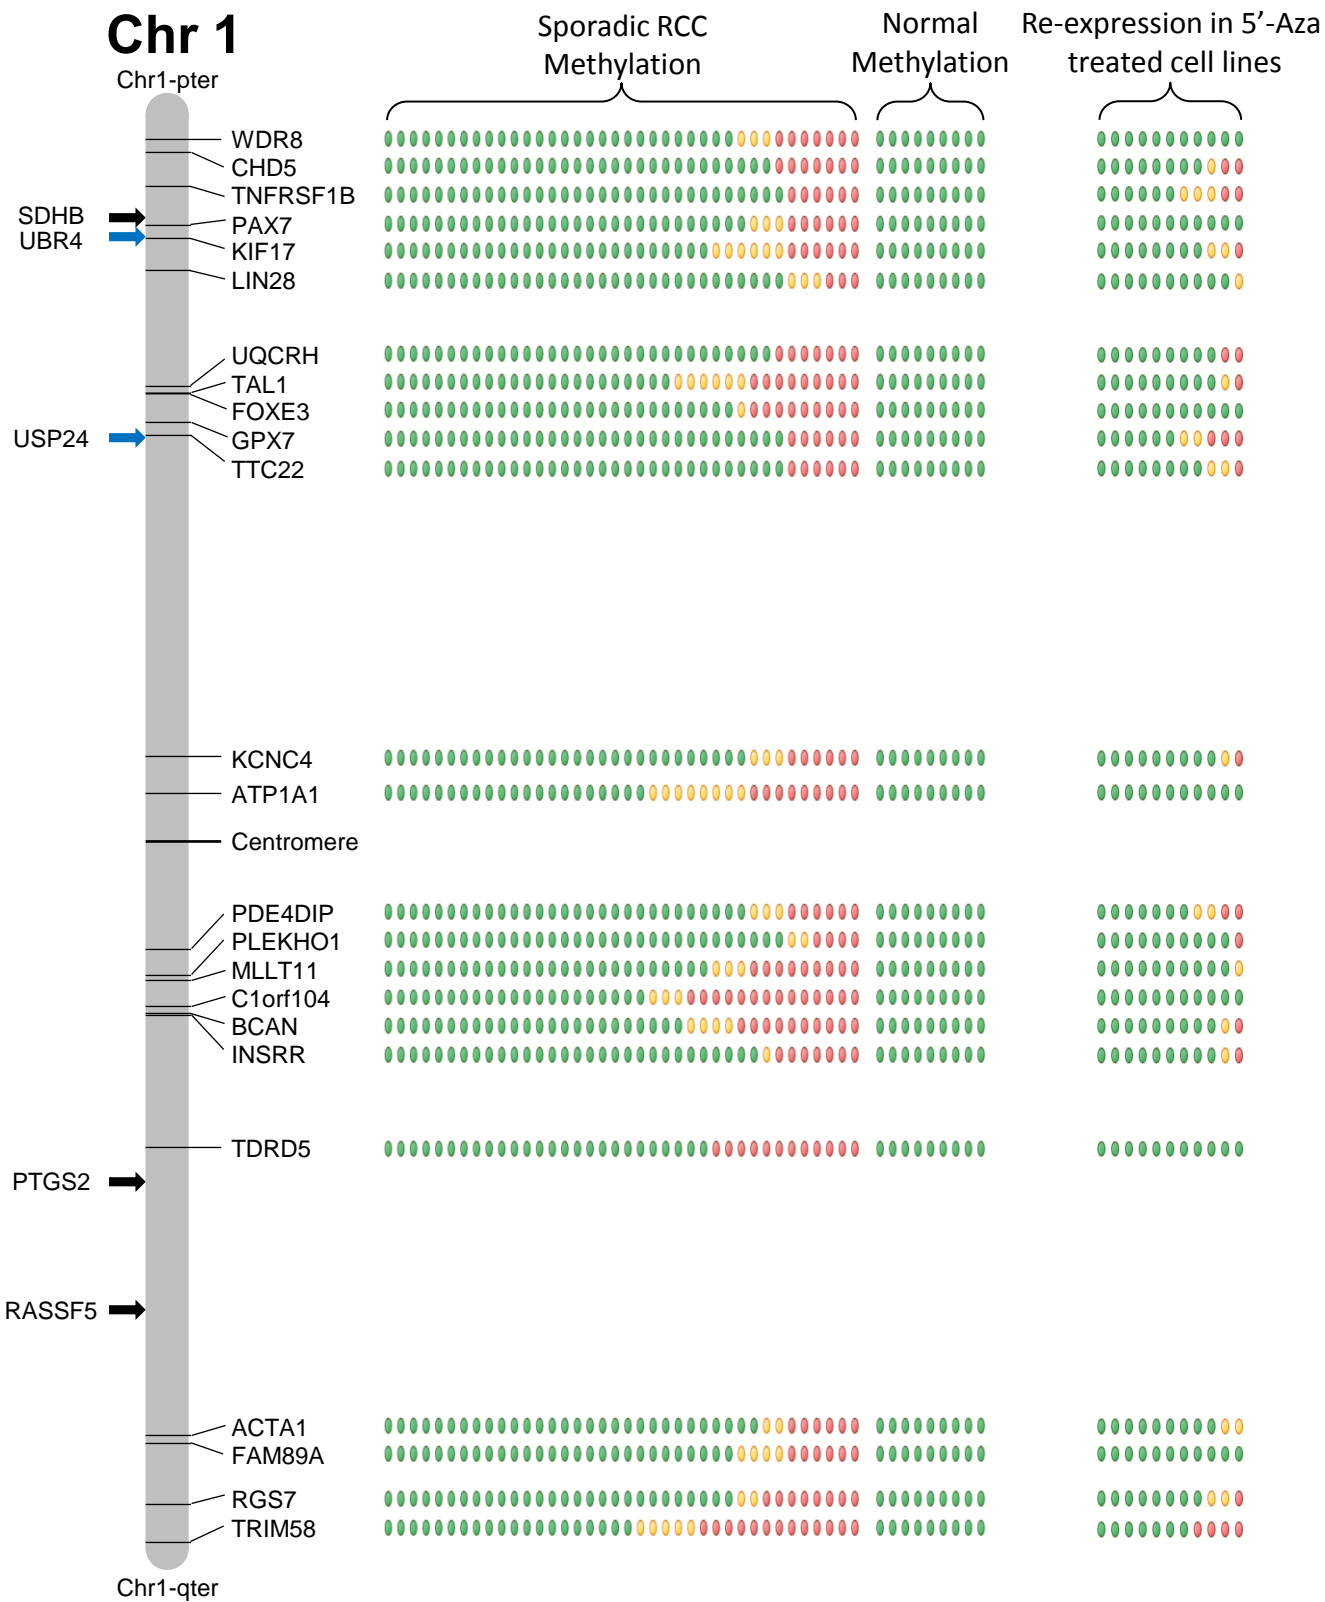 Chr 1
Chr1-pter
Sporadic RCC
Methylation
Normal
Methylation
Re-expression in 5’-Aza
treated cell lines
WDR8
CHD5
TNFRSF1B
SDHB
PAX7
UBR4
KIF17
LIN28
UQCRH
TAL1
FOXE3
USP24
GPX7
TTC22
KCNC4
ATP1A1
Centromere
PDE4DIP
PLEKHO1
MLLT11
C1orf104
BCAN
INSRR
TDRD5
PTGS2
RASSF5
ACTA1
FAM89A
RGS7
TRIM58
Chr1-qter